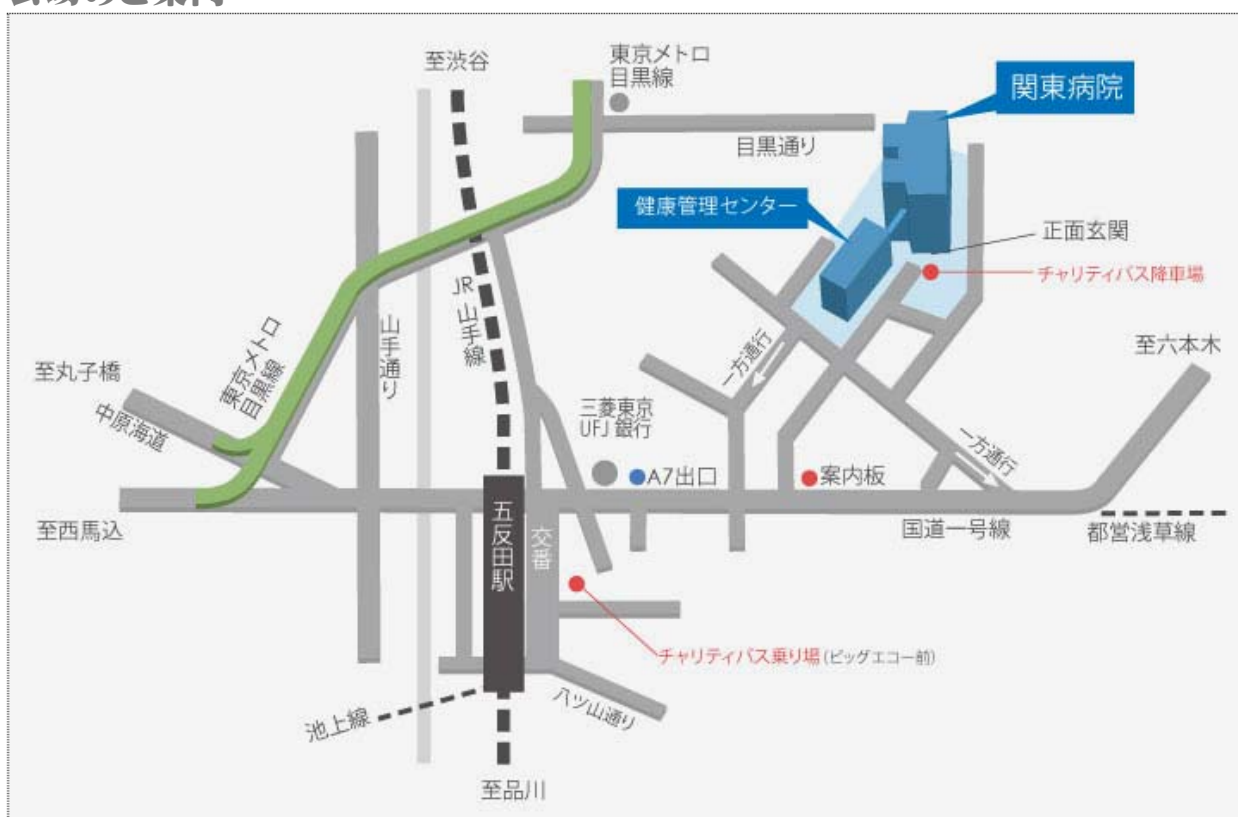 至渋谷
東京メトロ
目黒線
関東病院
目黒通り
健康管理センター
正面玄関
チャリティバス降車場
JR 山手線
山手通り
至丸子橋
東京メトロ
目黒線
中原海道
一方通行
至六本木
三菱東京
UFJ 銀行
A7出口
案内板
一方通行
至西馬込
五反田駅
交番
国道一号線
都営浅草線
チャリティバス乗り場(ビッグエコー前)
池上線
八ツ山通り
至品川